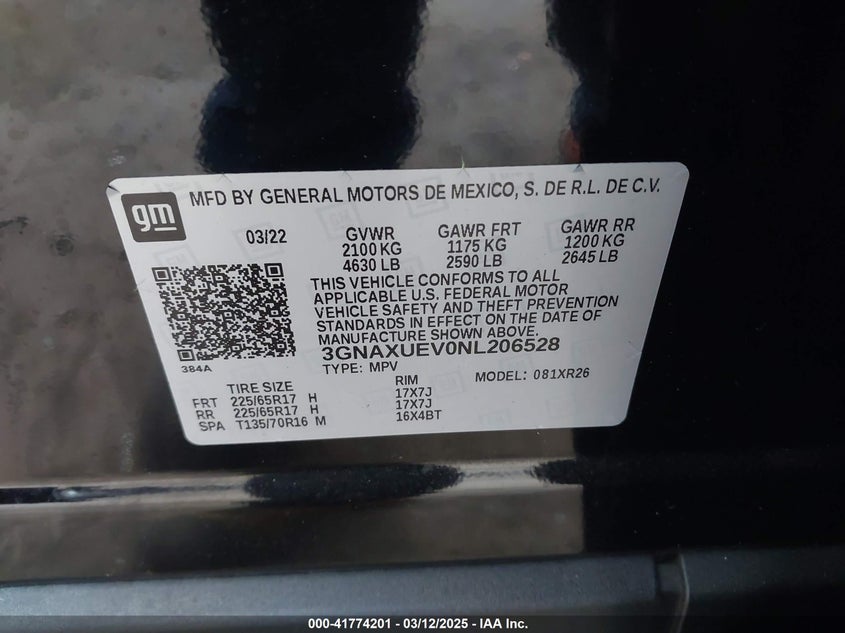 gm
MFD BY GENERAL MOTORS DE MEXICO, S. DE R.L. DE C.V.
03/22 GVWR GAWR FRT GAWR RR
2100 KG 1175 KG 1200 KG
4630 LB 2590 LB 2645 LB
THIS VEHICLE CONFORMS TO ALL
APPLICABLE U.S. FEDERAL MOTOR
VEHICLE SAFETY AND THEFT PREVENTION
STANDARDS IN EFFECT ON THE DATE OF
MANUFACTURE SHOWN ABOVE.
3GNAXUEV0NL206528
384A
TYPE: MPV MODEL: 081XR26
TIRE SIZE RIM
FRT 225/65R17 H 17X7J
RR 225/65R17 H 17X7J
SPA T135/70R16 M 16X4BT
000-41774201 - 03/12/2025 - IAA Inc.